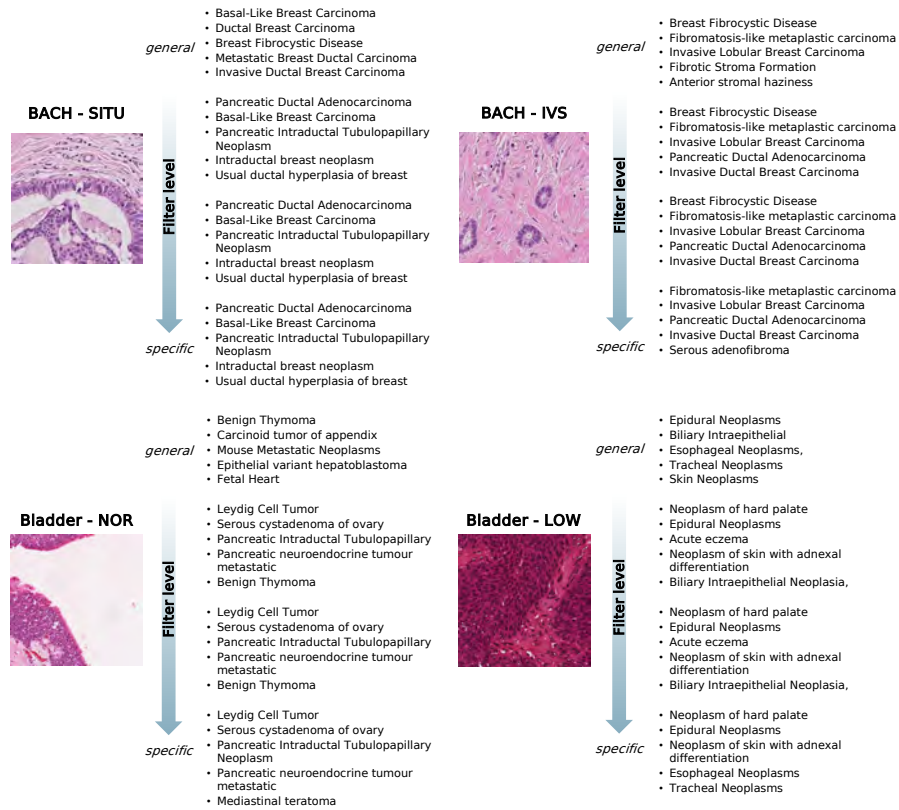 BACH - SITU
general
• Basal-Like Breast Carcinoma
• Ductal Breast Carcinoma
• Breast Fibrocystic Disease
• Metastatic Breast Ductal Carcinoma
• Invasive Ductal Breast Carcinoma
Filter level
• Pancreatic Ductal Adenocarcinoma
• Basal-Like Breast Carcinoma
• Pancreatic Intraductal Tubulopapillary
Neoplasm
• Intraductal breast neoplasm
• Usual ductal hyperplasia of breast
• Pancreatic Ductal Adenocarcinoma
• Basal-Like Breast Carcinoma
• Pancreatic Intraductal Tubulopapillary
Neoplasm
• Intraductal breast neoplasm
• Usual ductal hyperplasia of breast
• Pancreatic Ductal Adenocarcinoma
• Basal-Like Breast Carcinoma
• Pancreatic Intraductal Tubulopapillary
Neoplasm
• Intraductal breast neoplasm
• Usual ductal hyperplasia of breast
specific
BACH - IVS
general
• Breast Fibrocystic Disease
• Fibromatosis-like metaplastic carcinoma
• Invasive Lobular Breast Carcinoma
• Fibrotic Stroma Formation
• Anterior stromal haziness
Filter level
• Breast Fibrocystic Disease
• Fibromatosis-like metaplastic carcinoma
• Invasive Lobular Breast Carcinoma
• Pancreatic Ductal Adenocarcinoma
• Invasive Ductal Breast Carcinoma
• Breast Fibrocystic Disease
• Fibromatosis-like metaplastic carcinoma
• Invasive Lobular Breast Carcinoma
• Pancreatic Ductal Adenocarcinoma
• Invasive Ductal Breast Carcinoma
• Fibromatosis-like metaplastic carcinoma
• Invasive Lobular Breast Carcinoma
• Pancreatic Ductal Adenocarcinoma
• Invasive Ductal Breast Carcinoma
• Serous adenofibroma
specific
Bladder - NOR
general
• Benign Thymoma
• Carcinoid tumor of appendix
• Mouse Metastatic Neoplasms
• Epithelial variant hepatoblastoma
• Fetal Heart
Filter level
• Leydig Cell Tumor
• Serous cystadenoma of ovary
• Pancreatic Intraductal Tubulopapillary
• Pancreatic neuroendocrine tumour
metastatic
• Benign Thymoma
• Leydig Cell Tumor
• Serous cystadenoma of ovary
• Pancreatic Intraductal Tubulopapillary
• Pancreatic neuroendocrine tumour
metastatic
• Benign Thymoma
• Leydig Cell Tumor
• Serous cystadenoma of ovary
• Pancreatic Intraductal Tubulopapillary
Neoplasm
• Pancreatic neuroendocrine tumour
metastatic
• Mediastinal teratoma
specific
Bladder - LOW
general
• Epidural Neoplasms
• Biliary Intraepithelial
• Esophageal Neoplasms,
• Tracheal Neoplasms
• Skin Neoplasms
Filter level
• Neoplasm of hard palate
• Epidural Neoplasms
• Acute eczema
• Neoplasm of skin with adnexal
differentiation
• Biliary Intraepithelial Neoplasia,
• Neoplasm of hard palate
• Epidural Neoplasms
• Acute eczema
• Neoplasm of skin with adnexal
differentiation
• Biliary Intraepithelial Neoplasia,
• Neoplasm of hard palate
• Epidural Neoplasms
• Neoplasm of skin with adnexal
differentiation
• Esophageal Neoplasms
• Tracheal Neoplasms
specific